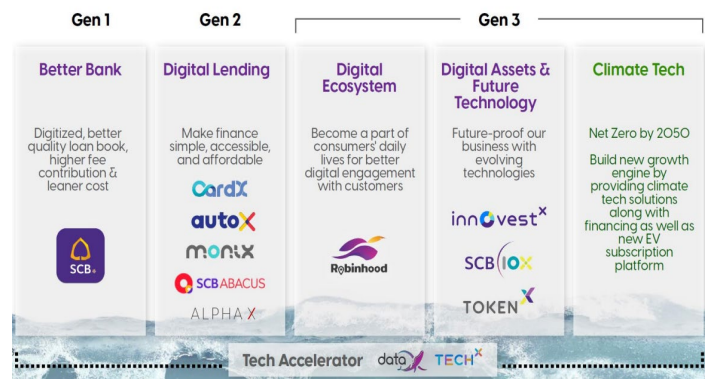 Gen 1
Gen 2
Gen 3
Better Bank
Digitized, better
quality loan book,
higher fee
contribution &
leaner cost
SCB
Digital Lending
Make finance
simple, accessible,
and affordable
CardX
autoX
monix
SCB ABACUS
ALPHA X
Digital
Ecosystem
Become a part of
consumers' daily
lives for better
digital engagement
with customers
Robinhood
Digital Assets &
Future
Technology
Future-proof our
business with
evolving
technologies
innovestX
SCB 10X
TOKEN X
Climate Tech
Net Zero by 2050
Build new growth
engine by
providing climate
tech solutions
along with
financing as well as
new EV
subscription
platform
Tech Accelerator dataX TECHX